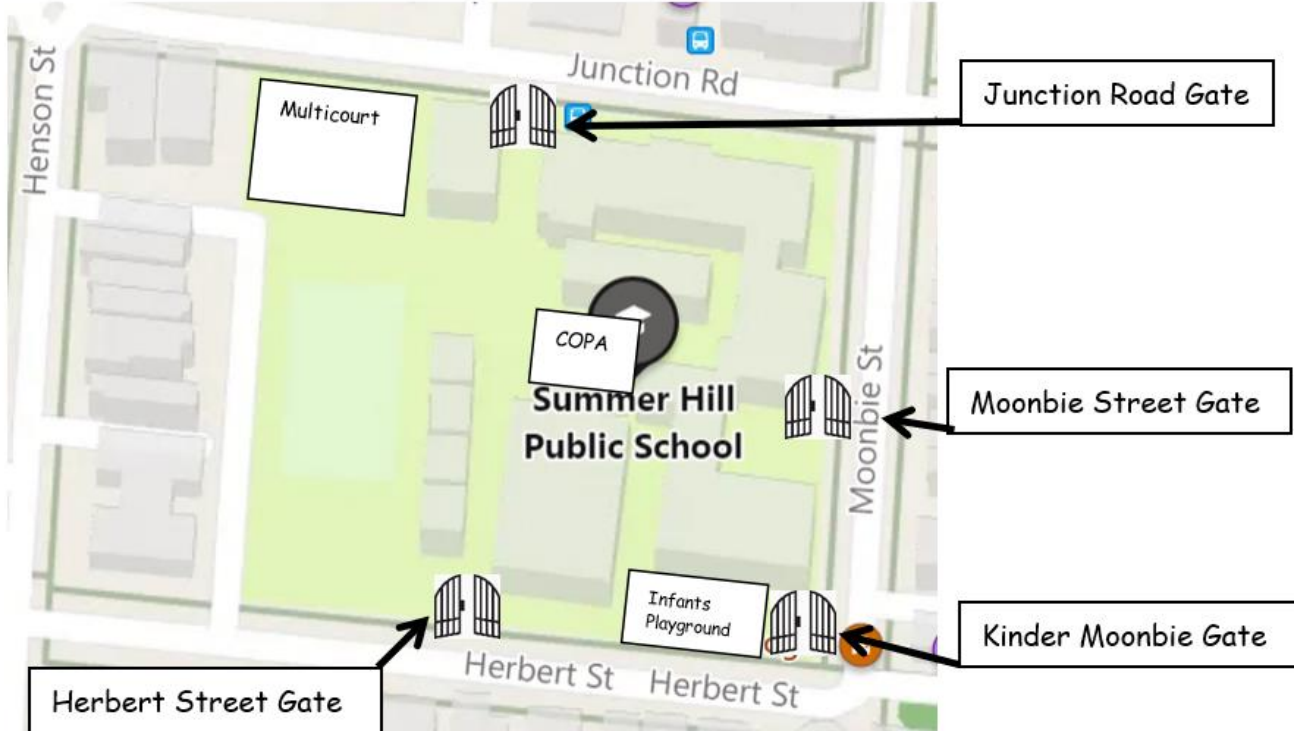 Junction Rd
Junction Road Gate
Henson St
Multicourt
COPA
Summer Hill
Public School
Moonbie St
Moonbie Street Gate
Infants
Playground
Kinder Moonbie Gate
Herbert St
Herbert St
Herbert Street Gate